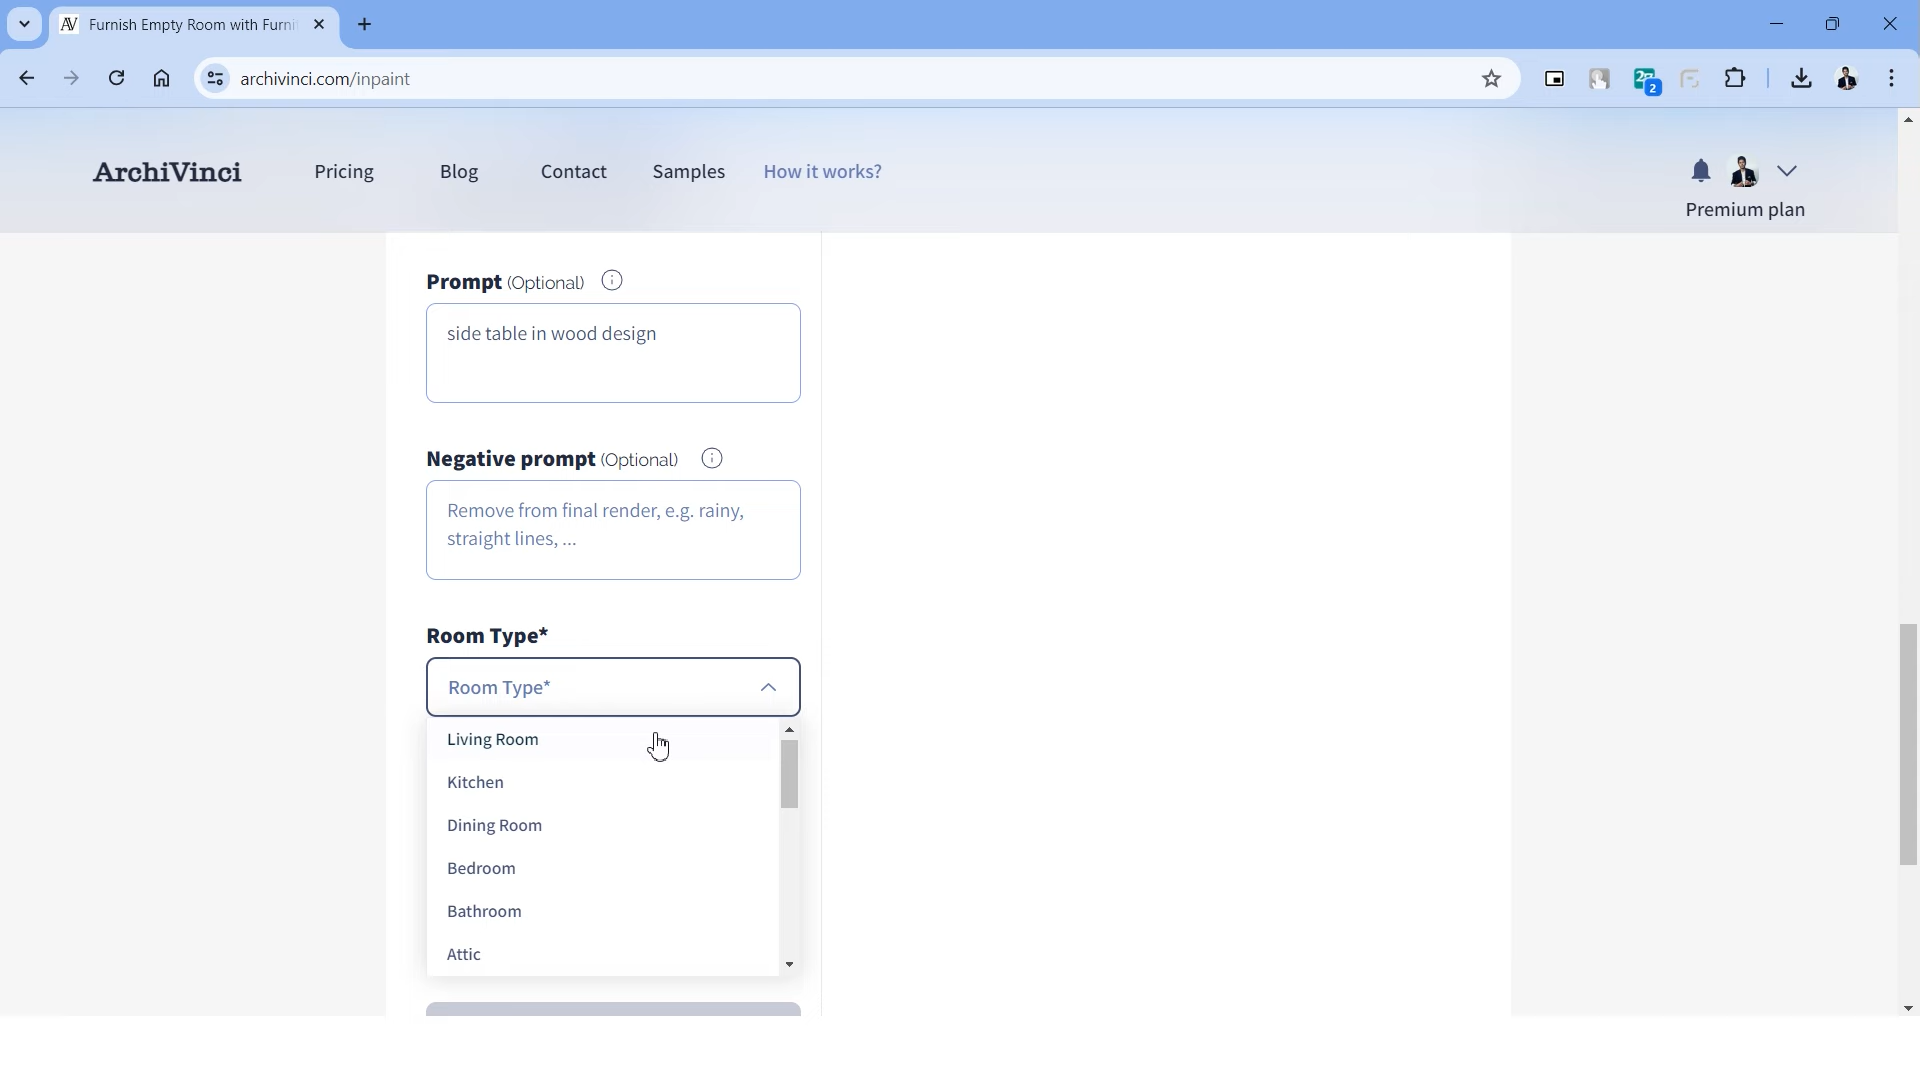 Furnish Empty Room with Furni
archivinci.com/inpaint
2
ArchiVinci
Pricing
Blog
Contact
Samples
How it works?
Premium plan
Prompt (Optional)
side table in wood design
Negative prompt (Optional)
Remove from final render, e.g. rainy,
straight lines, ...
Room Type*
Room Type*
Living Room
Kitchen
Dining Room
Bedroom
Bathroom
Attic